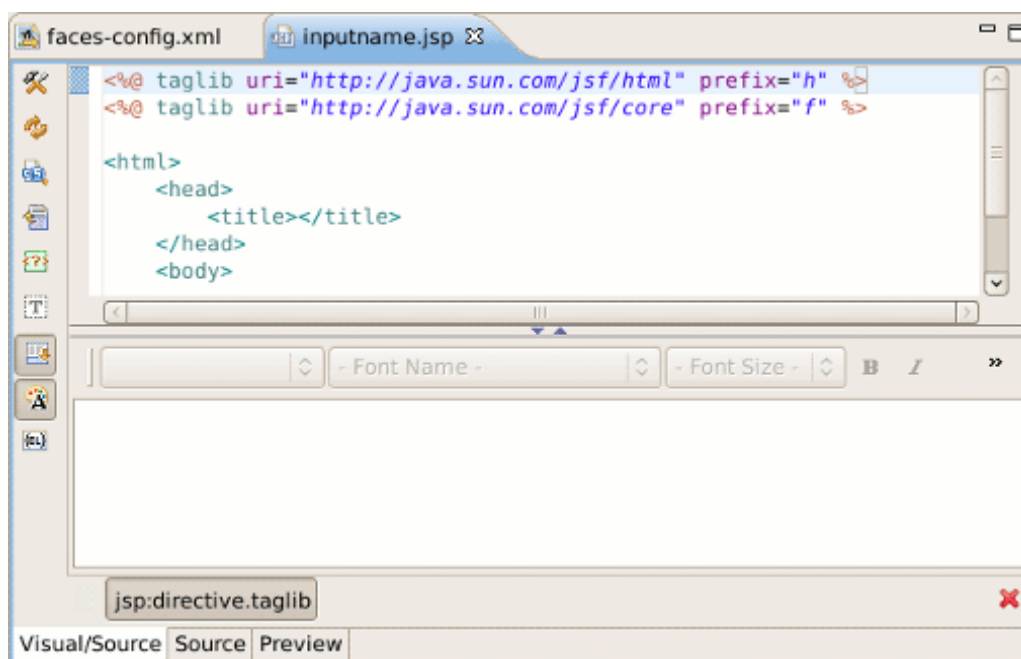 faces-config.xml inputname.jsp
<%@ taglib uri="http://java.sun.com/jsf/html" prefix="h" %>
<%@ taglib uri="http://java.sun.com/jsf/core" prefix="f" %>
<html>
<head>
<title></title>
</head>
<body>
- Font Name - - Font Size - B I »
jsp:directive.taglib
Visual/Source Source Preview